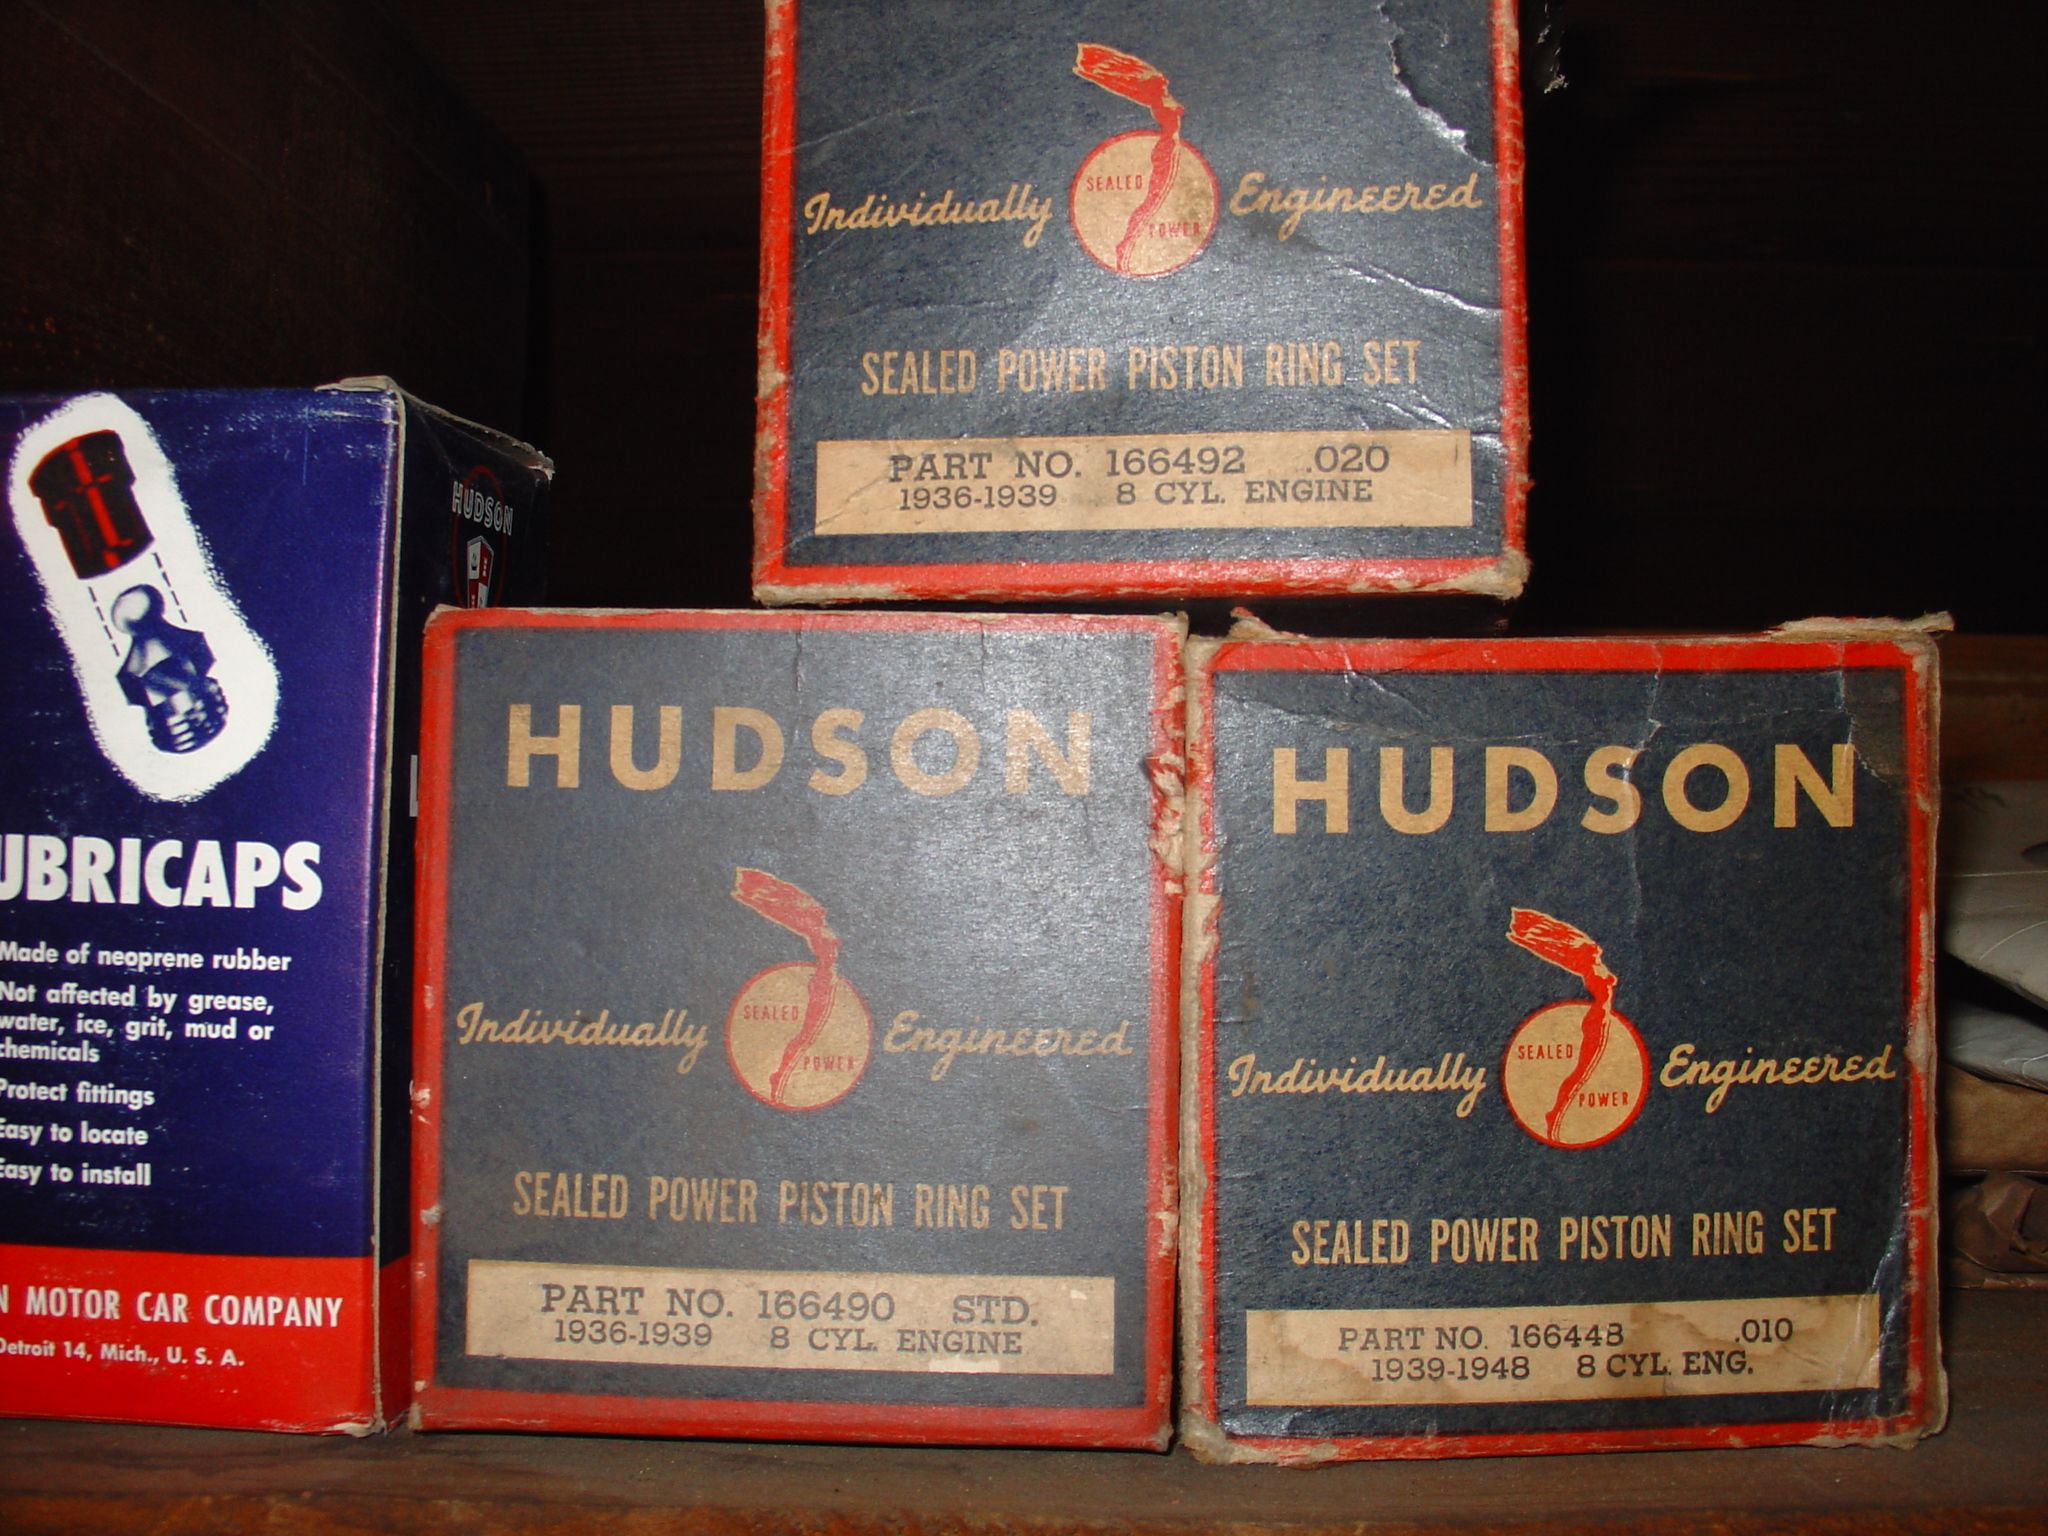 Individually SEALED POWER Engineered
SEALED POWER PISTON RING SET
PART NO. 166492 .020
1936-1939 8 CYL. ENGINE
HUDSON
UBRICAPS
Made of neoprene rubber
Not affected by grease,
water, ice, grit, mud or
chemicals
Protect fittings
Easy to locate
Easy to install
N MOTOR CAR COMPANY
Detroit 14, Mich., U. S. A.
HUDSON
Individually SEALED POWER Engineered
SEALED POWER PISTON RING SET
PART NO. 166490 STD.
1936-1939 8 CYL. ENGINE
HUDSON
Individually SEALED POWER Engineered
SEALED POWER PISTON RING SET
PART NO. 166448 .010
1939-1948 8 CYL. ENG.